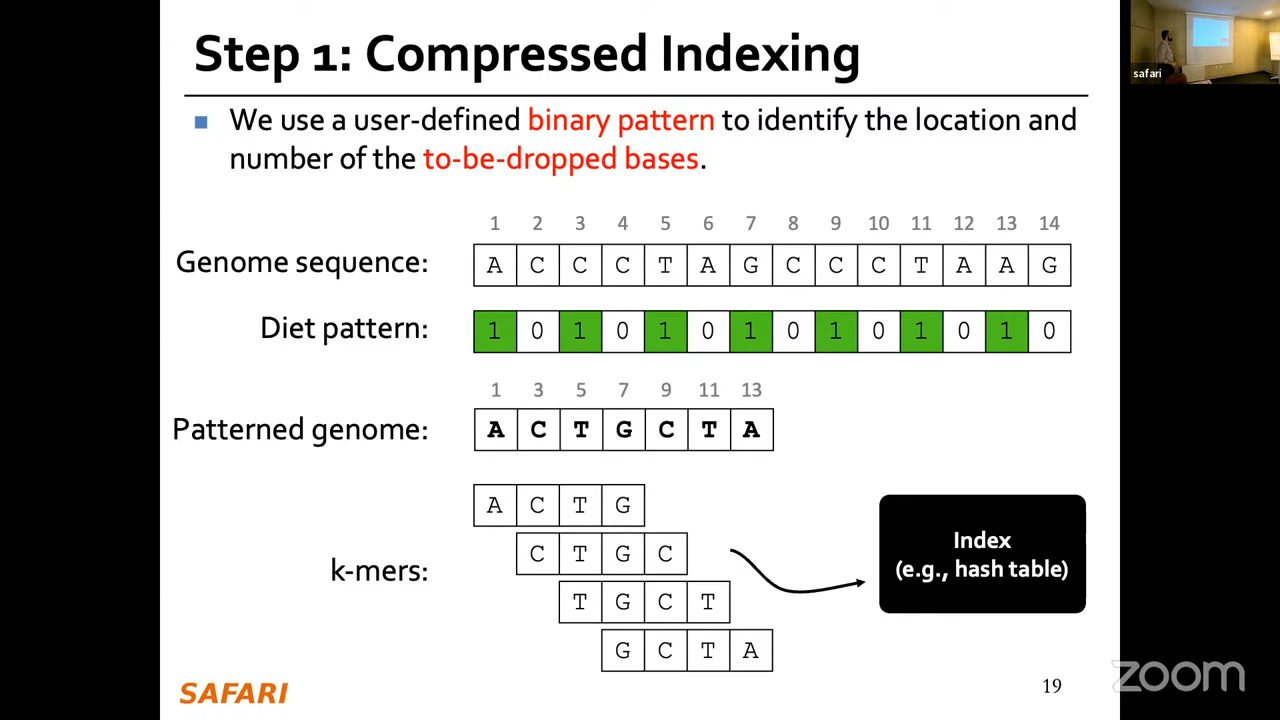 Step 1: Compressed Indexing
safari
We use a user-defined binary pattern to identify the location and
number of the to-be-dropped bases.
1 2 3 4 5 6 7 8 9 10 11 12 13 14
Genome sequence: A C C C T A G C C C T A A G
Diet pattern: 1 0 1 0 1 0 1 0 1 0 1 0 1 0
1 3 5 7 9 11 13
Patterned genome: A C T G C T A
A C T G
C T G C
k-mers:
T G C T
G C T A
Index
(e.g., hash table)
SAFARI
19
zoom